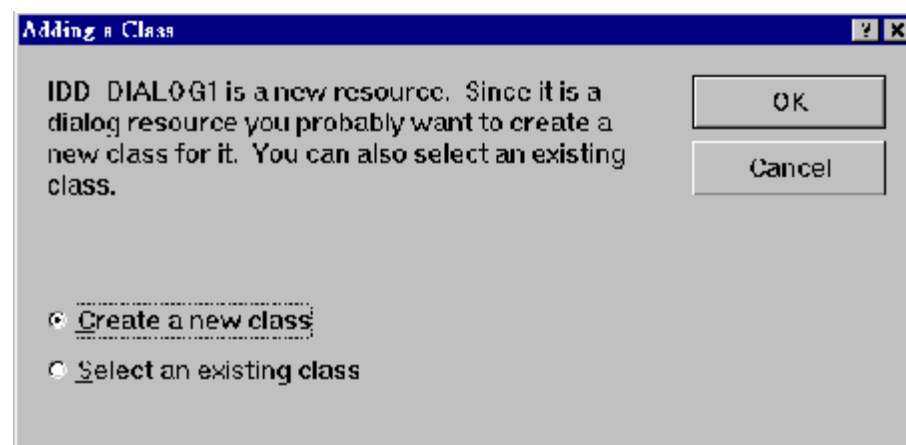 Adding a Class
IDD_DIALOG1 is a new resource. Since it is a
dialog resource you probably want to create a
new class for it. You can also select an existing
class.
OK
Cancel
Create a new class
Select an existing class